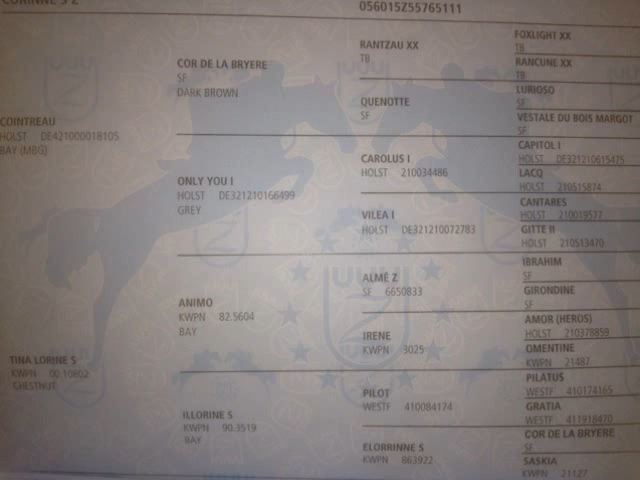 CORINNE S Z
056015Z55765111
COINTREAU
HOLST DE421000018105
BAY (MBG)
TINA LORINE S
KWPN 00.10602
CHESTNUT
COR DE LA BRYERE
SF
DARK BROWN
ONLY YOU I
HOLST DE321210166499
GREY
ANIMO
KWPN 82.5604
BAY
ILLORINE S
KWPN 90.3519
BAY
RANTZAU XX
TB
QUENOTTE
SF
CAROLUS I
HOLST 210034486
VILEA I
HOLST DE321210072783
ALMÉ Z
SF 6650833
IRENE
KWPN 3025
PILOT
WESTF 410084174
ELORRINNE S
KWPN 863922
FOXLIGHT XX
TB
RANCUNE XX
TB
LURIOSO
SF
VESTALE DU BOIS MARGOT
SF
CAPITOL I
HOLST DE321210615475
LACQ
HOLST 210515874
CANTARES
HOLST 210019577
GITTE II
HOLST 210513470
IBRAHIM
SF
GIRONDINE
SF
AMOR (HEROS)
HOLST 210378859
OMENTINE
KWPN 21487
PILATUS
WESTF 410174165
GRATIA
WESTF 411918470
COR DE LA BRYERE
SF
SASKIA
KWPN 21127